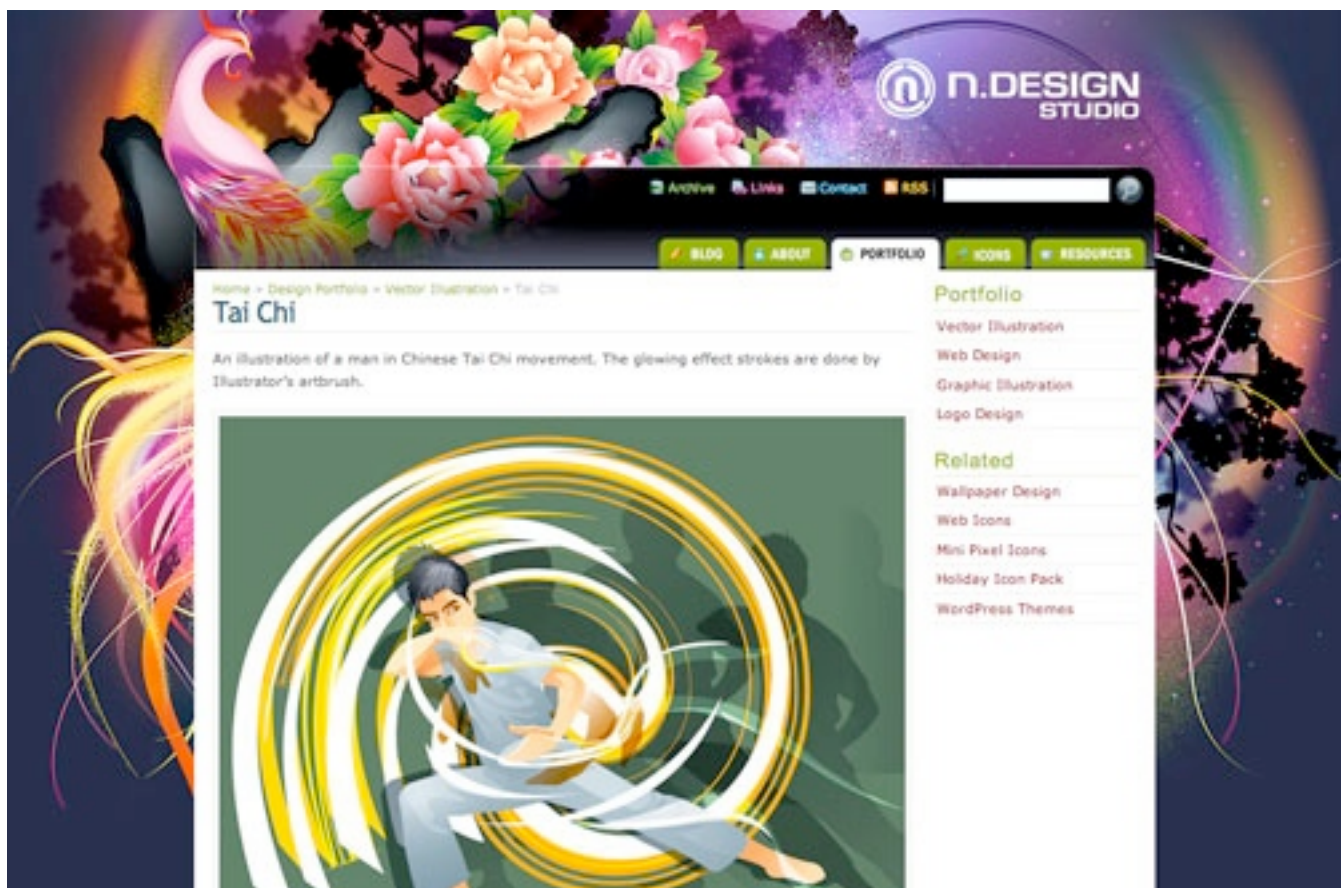 n.DESIGN
STUDIO
Archive Links Contact RSS
BLOG ABOUT PORTFOLIO ICONS RESOURCES
Home » Design Portfolio » Vector Illustration » Tai Chi
Tai Chi
An illustration of a man in Chinese Tai Chi movement. The glowing effect strokes are done by
Illustrator's artbrush.
Portfolio
Vector Illustration
Web Design
Graphic Illustration
Logo Design
Related
Wallpaper Design
Web Icons
Mini Pixel Icons
Holiday Icon Pack
WordPress Themes